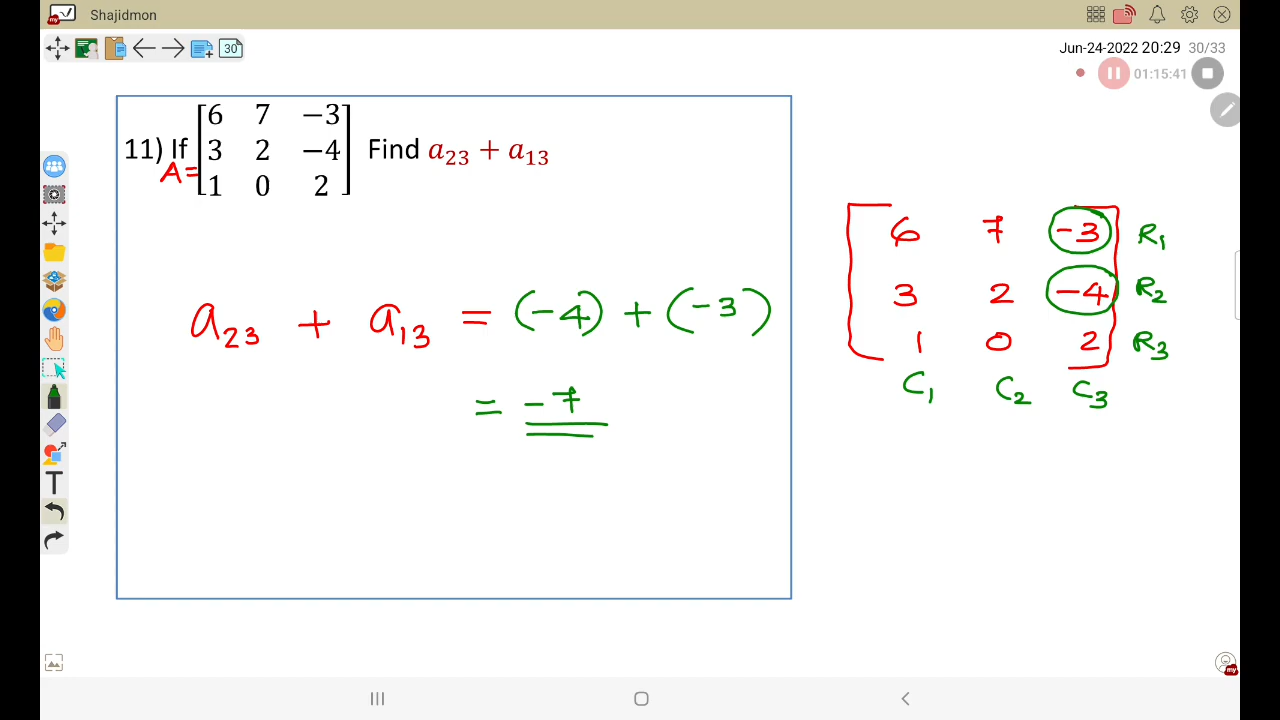 Shajidmon
30
Jun-24-2022 20:29 30/33
01:15:41
11) If A= [6 7 −3
3 2 −4
1 0 2] Find a₂₃ + a₁₃
a₂₃ + a₁₃ = (-4) + (-3)
= -7
6 7 -3 R₁
3 2 -4 R₂
1 0 2 R₃
C₁ C₂ C₃
T
my
my